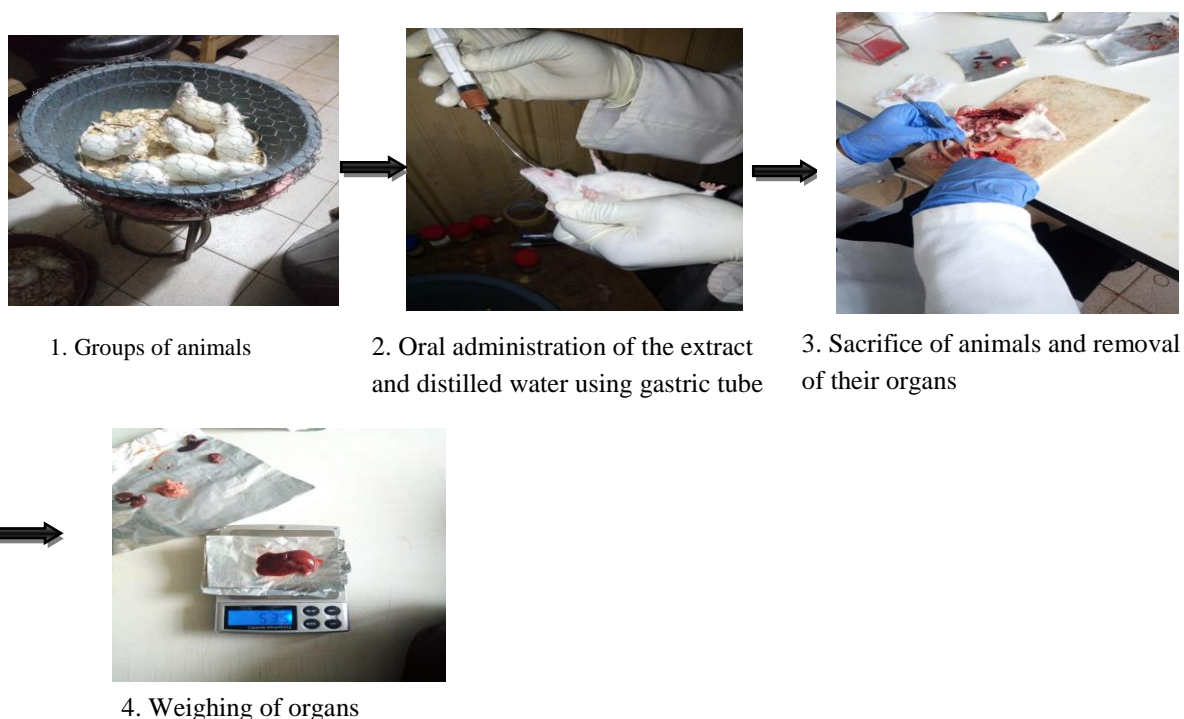 1. Groups of animals
2. Oral administration of the extract
and distilled water using gastric tube
3. Sacrifice of animals and removal
of their organs
4. Weighing of organs